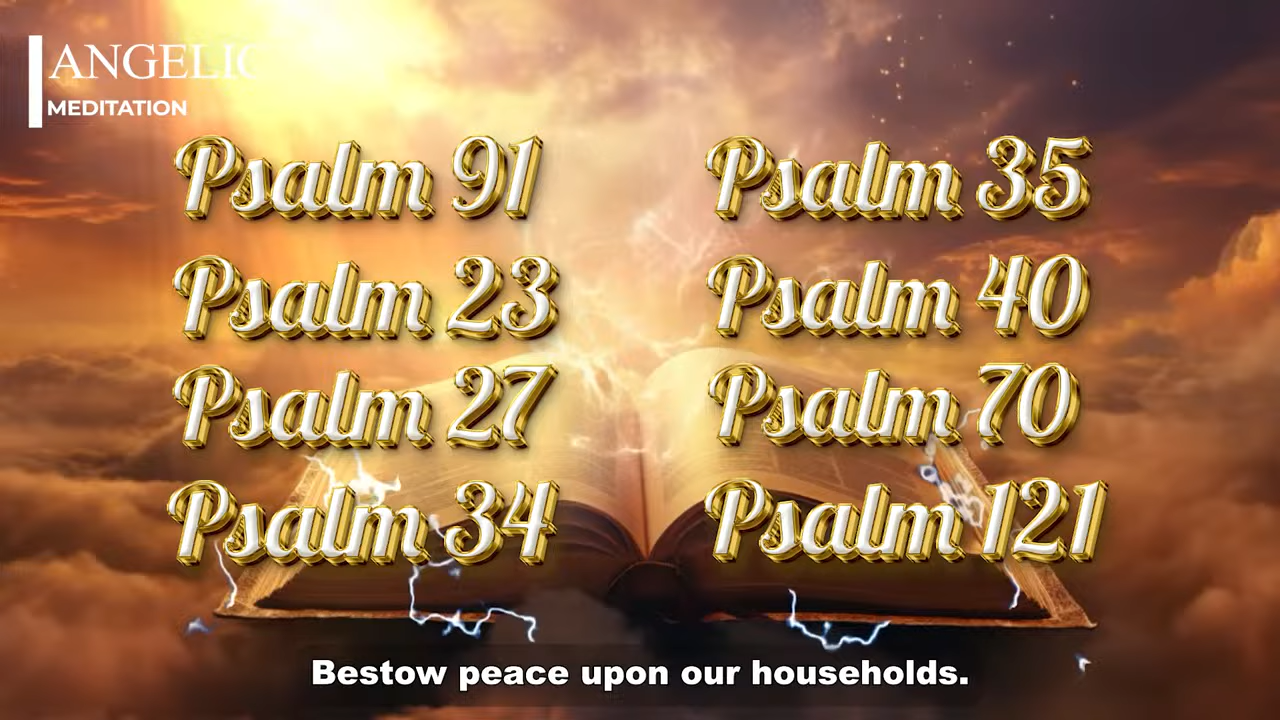 ANGELIC
MEDITATION
Psalm 91
Psalm 23
Psalm 27
Psalm 34
Psalm 35
Psalm 40
Psalm 70
Psalm 121
Bestow peace upon our households.